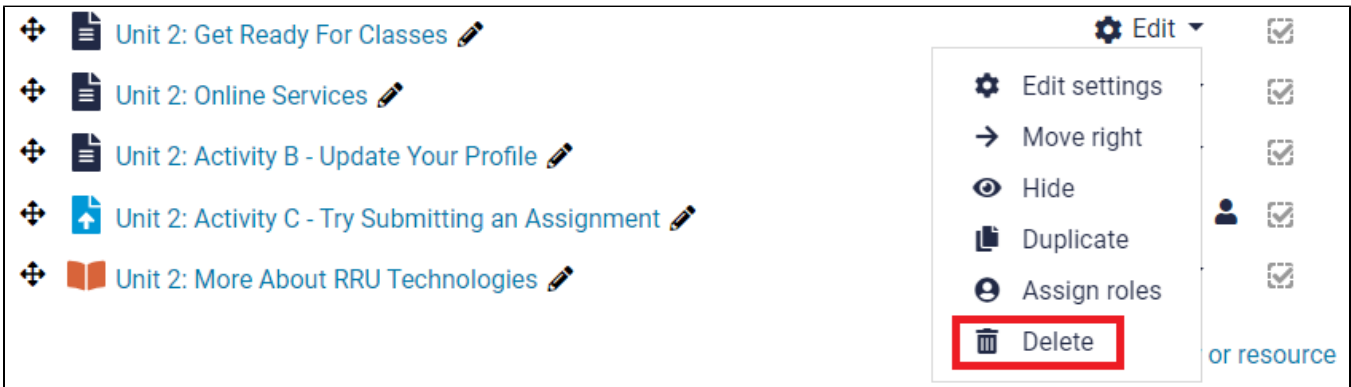 Unit 2: Get Ready For Classes Edit
Unit 2: Online Services
Edit settings
Move right
Unit 2: Activity B - Update Your Profile
Hide
Unit 2: Activity C - Try Submitting an Assignment
Duplicate
Unit 2: More About RRU Technologies
Assign roles
Delete
or resource